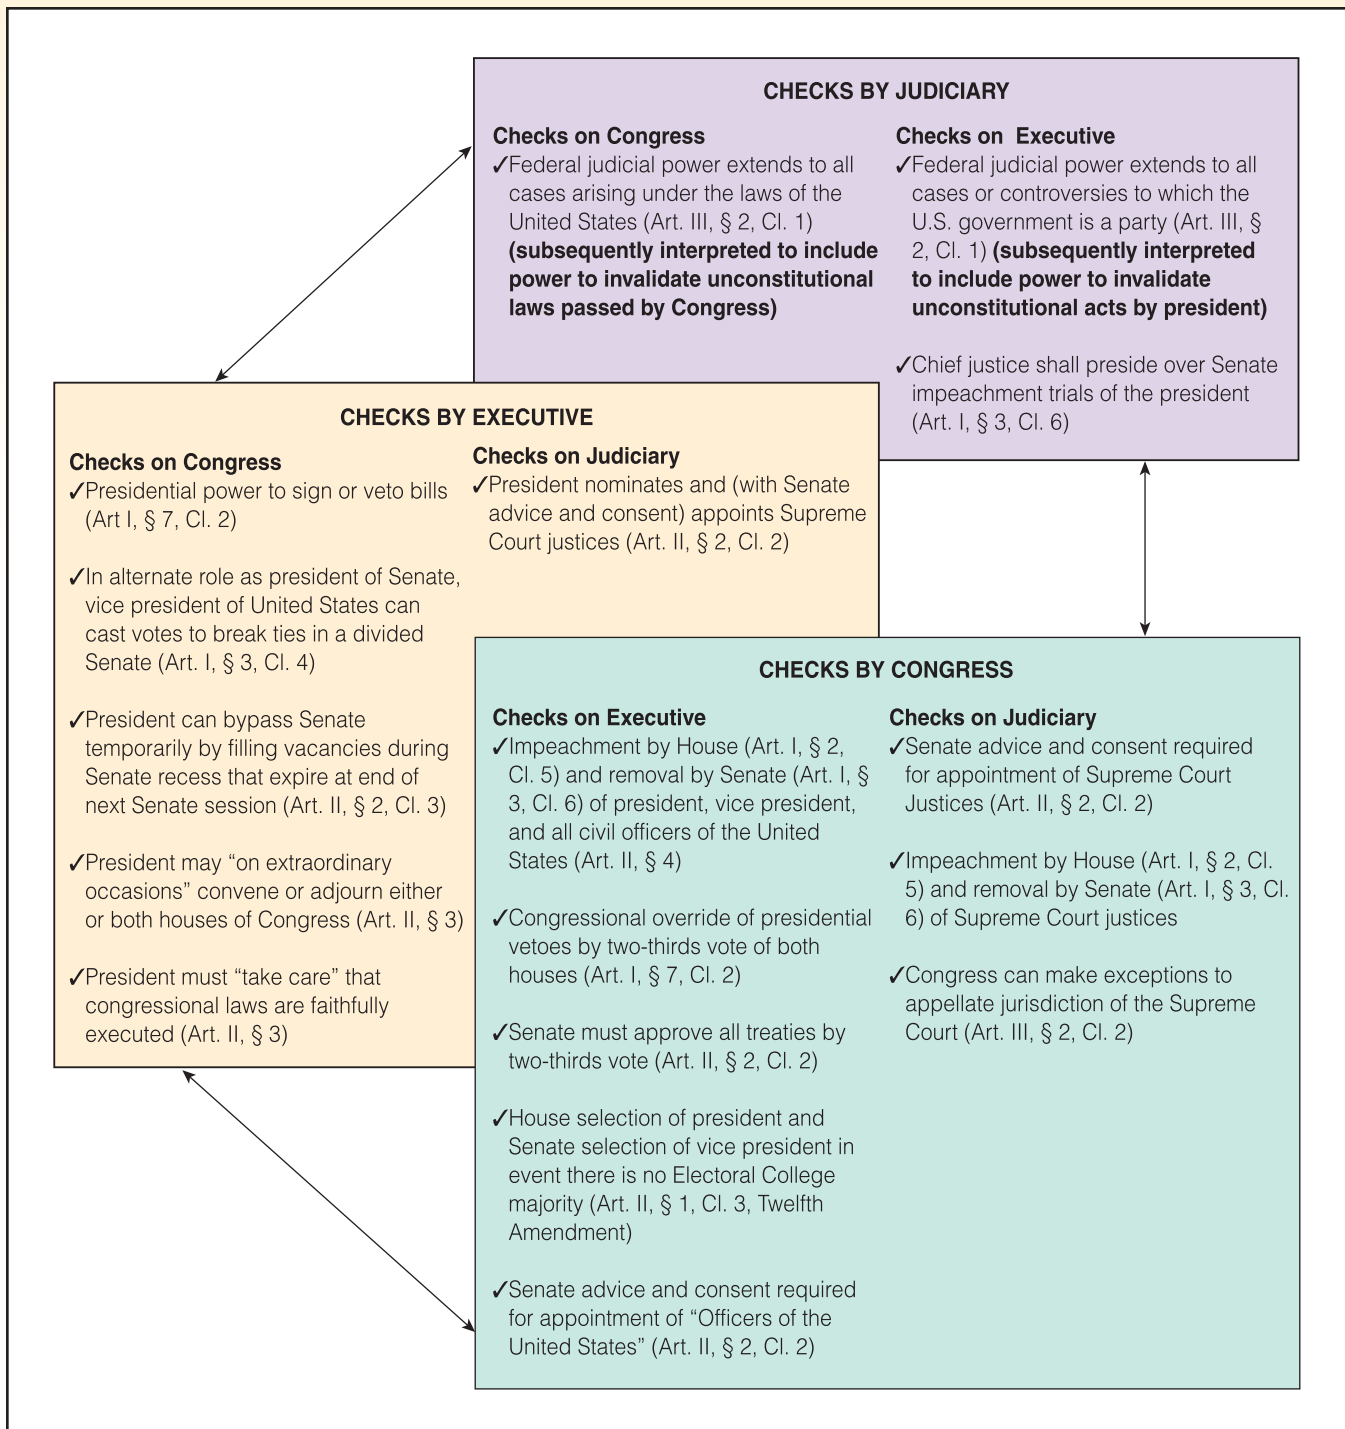 CHECKS BY JUDICIARY
Checks on Congress
✓Federal judicial power extends to all
cases arising under the laws of the
United States (Art. III, § 2, Cl. 1)
(subsequently interpreted to include
power to invalidate unconstitutional
laws passed by Congress)
Checks on Executive
✓Federal judicial power extends to all
cases or controversies to which the
U.S. government is a party (Art. III, §
2, Cl. 1) (subsequently interpreted
to include power to invalidate
unconstitutional acts by president)
✓Chief justice shall preside over Senate
impeachment trials of the president
(Art. I, § 3, Cl. 6)
CHECKS BY EXECUTIVE
Checks on Congress
✓Presidential power to sign or veto bills
(Art I, § 7, Cl. 2)
✓In alternate role as president of Senate,
vice president of United States can
cast votes to break ties in a divided
Senate (Art. I, § 3, Cl. 4)
✓President can bypass Senate
temporarily by filling vacancies during
Senate recess that expire at end of
next Senate session (Art. II, § 2, Cl. 3)
✓President may “on extraordinary
occasions” convene or adjourn either
or both houses of Congress (Art. II, § 3)
✓President must “take care” that
congressional laws are faithfully
executed (Art. II, § 3)
Checks on Judiciary
✓President nominates and (with Senate
advice and consent) appoints Supreme
Court justices (Art. II, § 2, Cl. 2)
CHECKS BY CONGRESS
Checks on Executive
✓Impeachment by House (Art. I, § 2,
Cl. 5) and removal by Senate (Art. I, §
3, Cl. 6) of president, vice president,
and all civil officers of the United
States (Art. II, § 4)
✓Congressional override of presidential
vetoes by two-thirds vote of both
houses (Art. I, § 7, Cl. 2)
✓Senate must approve all treaties by
two-thirds vote (Art. II, § 2, Cl. 2)
✓House selection of president and
Senate selection of vice president in
event there is no Electoral College
majority (Art. II, § 1, Cl. 3, Twelfth
Amendment)
✓Senate advice and consent required
for appointment of “Officers of the
United States” (Art. II, § 2, Cl. 2)
Checks on Judiciary
✓Senate advice and consent required
for appointment of Supreme Court
Justices (Art. II, § 2, Cl. 2)
✓Impeachment by House (Art. I, § 2, Cl.
5) and removal by Senate (Art. I, § 3, Cl.
6) of Supreme Court justices
✓Congress can make exceptions to
appellate jurisdiction of the Supreme
Court (Art. III, § 2, Cl. 2)